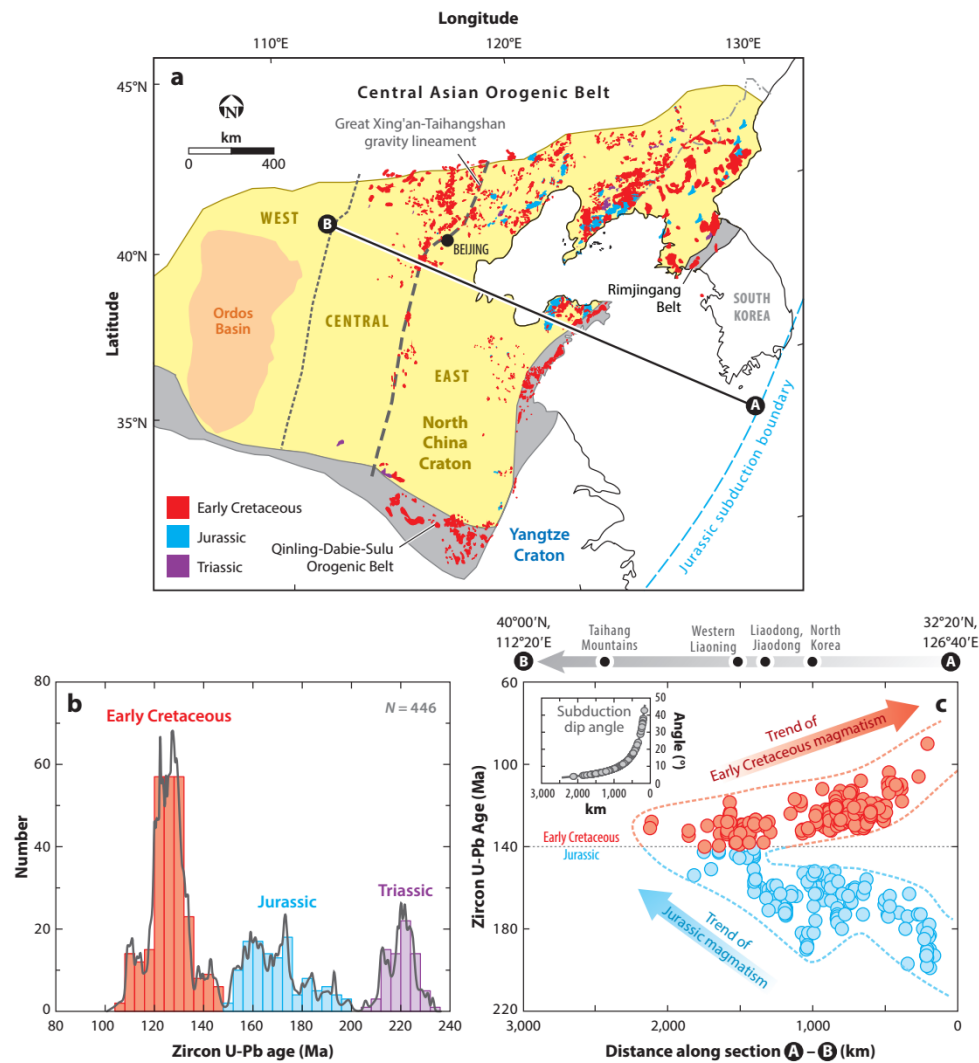 Longitude
110°E 120°E 130°E
a
45°N
Central Asian Orogenic Belt
N
Great Xing'an-Taihangshan
gravity lineament
km
0 400
WEST
B
BEIJING
40°N
Rimjingang
Belt
SOUTH
KOREA
Ordos
Basin
CENTRAL
Latitude
A
EAST
35°N
North
China
Craton
Jurassic subduction boundary
Early Cretaceous
Jurassic
Triassic
Yangtze
Craton
Qinling-Dabie-Sulu
Orogenic Belt
b
80
60
40
20
0
Number
Early Cretaceous
N = 446
Jurassic
Triassic
80 100 120 140 160 180 200 220 240
Zircon U-Pb age (Ma)
40°00'N,
112°20'E
Taihang
Mountains
Western
Liaoning
Liaodong,
Jiaodong
North
Korea
32°20'N,
126°40'E
B
A
c
60
100
140
180
220
Zircon U-Pb Age (Ma)
Subduction
dip angle
50
40
30
20
10
0
Angle (°)
3,000 2,000 1,000 0
km
Trend of
Early Cretaceous magmatism
Early Cretaceous
Jurassic
Trend of
Jurassic magmatism
3,000 2,000 1,000 0
Distance along section A – B (km)